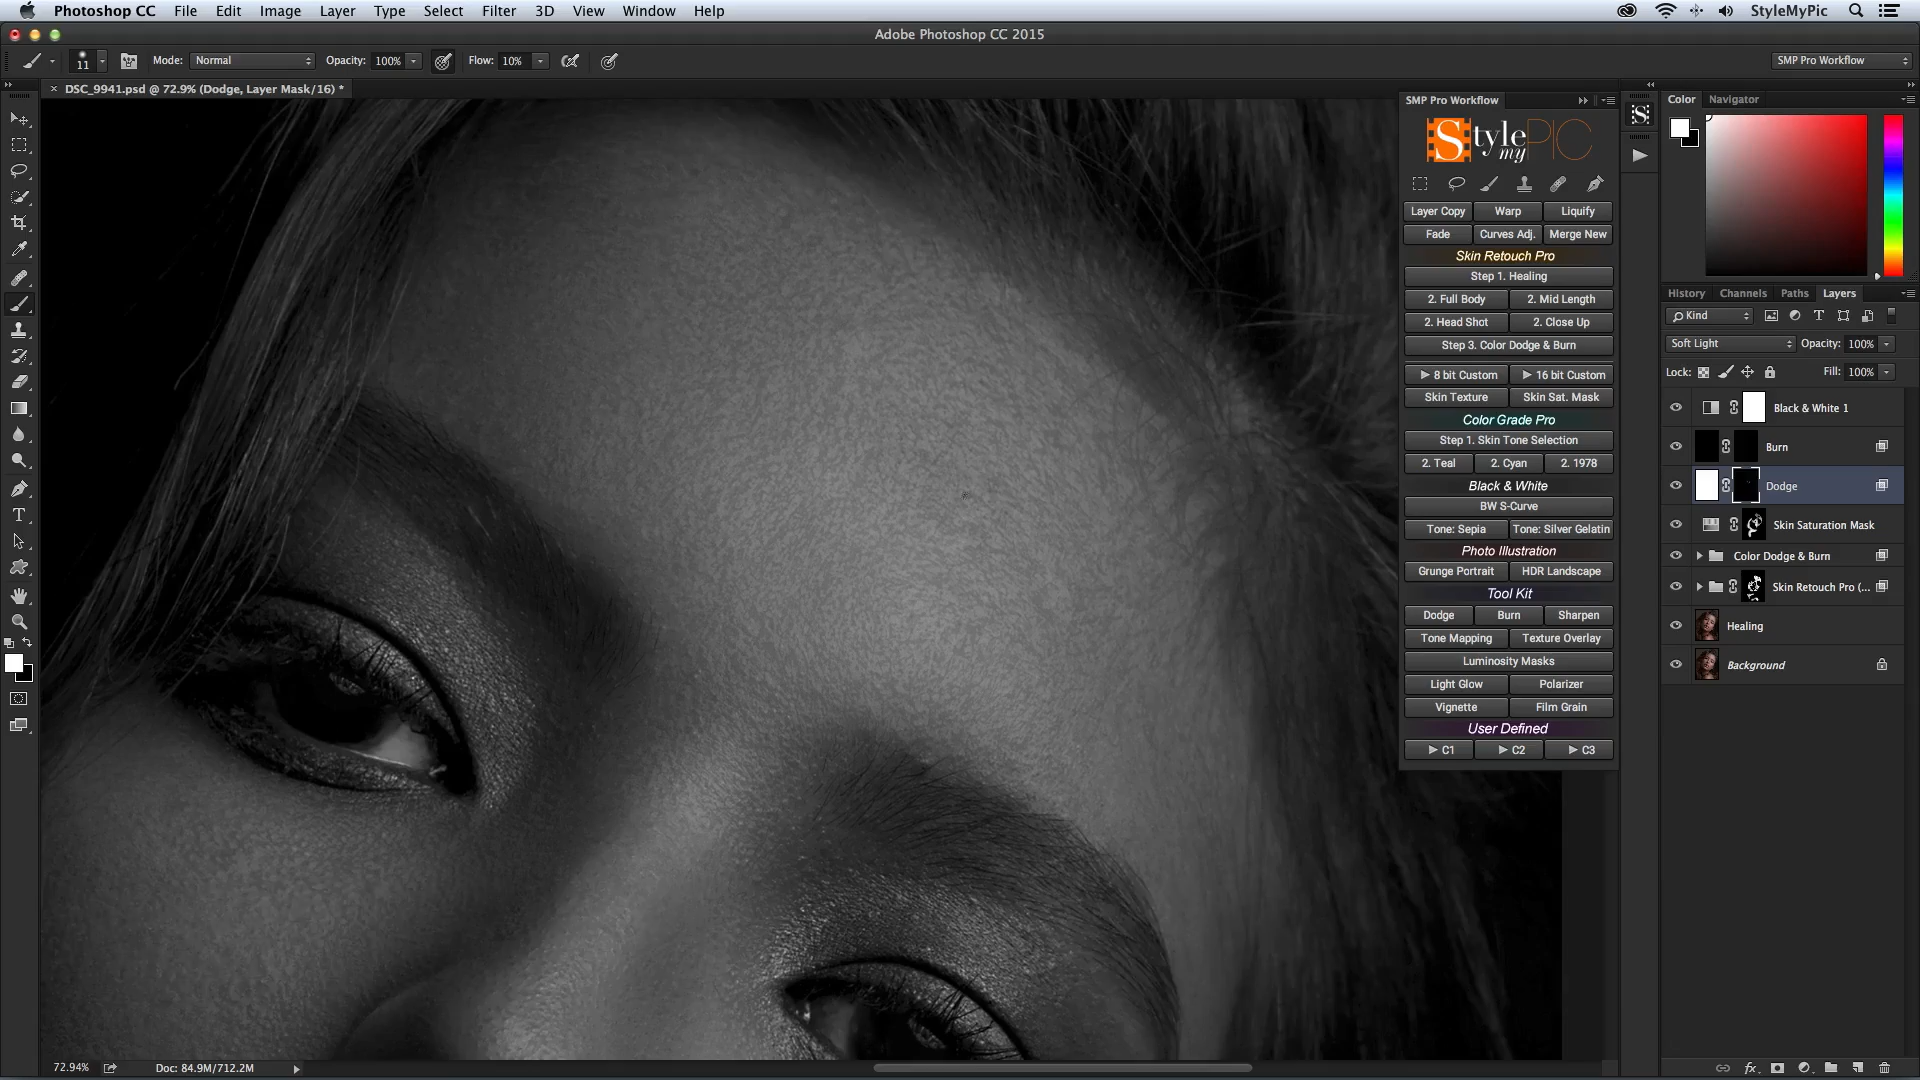 Photoshop CC File Edit Image Layer Type Select Filter 3D View Window Help StyleMyPic
Adobe Photoshop CC 2015
11 Mode: Normal Opacity: 100% Flow: 10% SMP Pro Workflow
× DSC_9941.psd @ 72.9% (Dodge, Layer Mask/16) *
SMP Pro Workflow
Style my PIC
Layer Copy Warp Liquify
Fade Curves Adj. Merge New
Skin Retouch Pro
Step 1. Healing
2. Full Body 2. Mid Length
2. Head Shot 2. Close Up
Step 3. Color Dodge & Burn
8 bit Custom 16 bit Custom
Skin Texture Skin Sat. Mask
Color Grade Pro
Step 1. Skin Tone Selection
2. Teal 2. Cyan 2. 1978
Black & White
BW S-Curve
Tone: Sepia Tone: Silver Gelatin
Photo Illustration
Grunge Portrait HDR Landscape
Tool Kit
Dodge Burn Sharpen
Tone Mapping Texture Overlay
Luminosity Masks
Light Glow Polarizer
Vignette Film Grain
User Defined
C1 C2 C3
Color Navigator
History Channels Paths Layers
Kind
Soft Light Opacity: 100%
Lock: Fill: 100%
Black & White 1
Burn
Dodge
Skin Saturation Mask
Color Dodge & Burn
Skin Retouch Pro (...
Healing
Background
72.94% Doc: 84.9M/712.2M